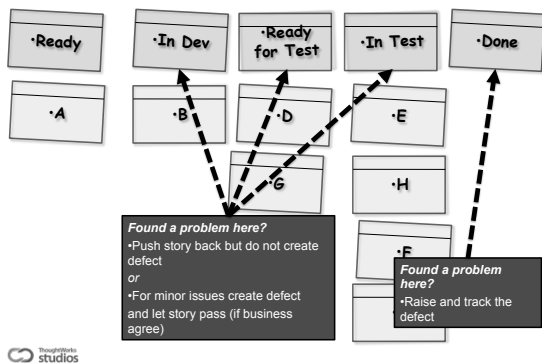 •Ready
•In Dev
•Ready
for Test
•In Test
•Done
•A
•B
•D
•E
•G
•H
•F
Found a problem here?
•Push story back but do not create
defect
or
•For minor issues create defect
and let story pass (if business
agree)
Found a problem
here?
•Raise and track the
defect
ThoughtWorks
studios